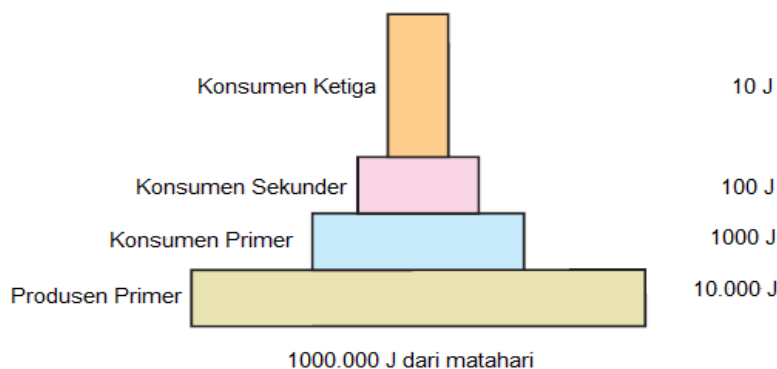 Konsumen Ketiga 10 J
Konsumen Sekunder 100 J
Konsumen Primer 1000 J
Produsen Primer 10.000 J
1000.000 J dari matahari